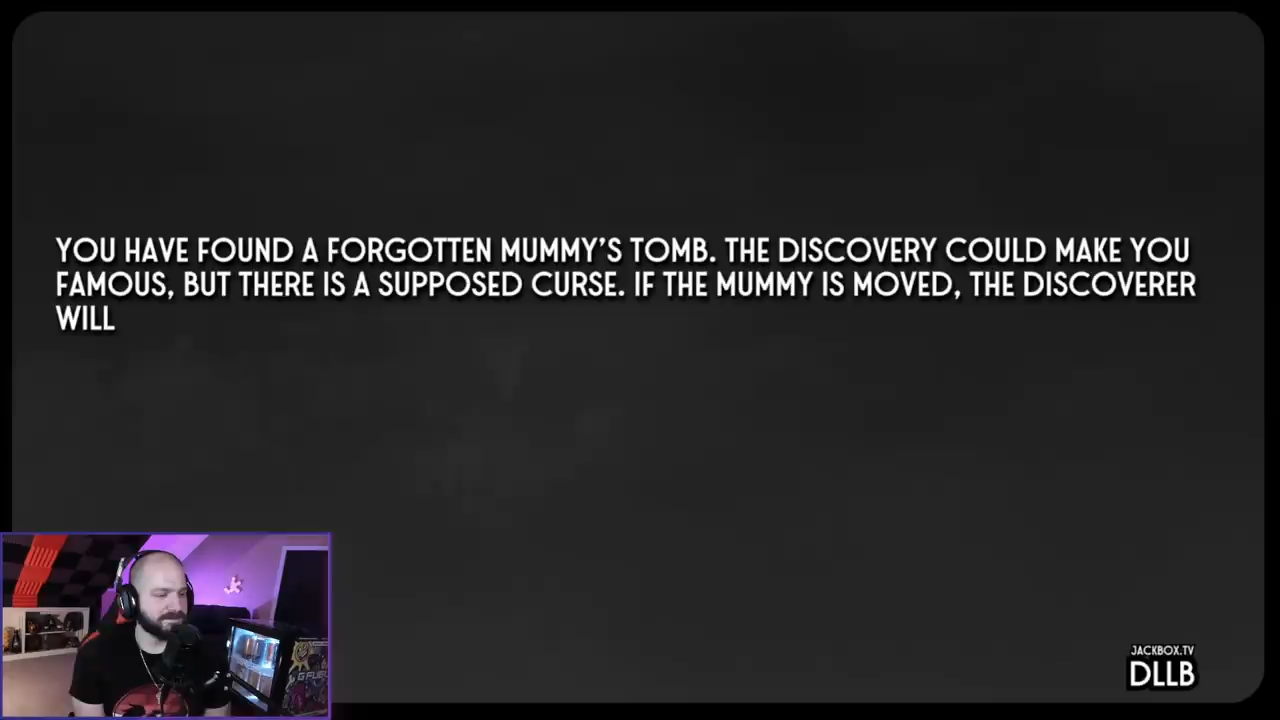 YOU HAVE FOUND A FORGOTTEN MUMMY'S TOMB. THE DISCOVERY COULD MAKE YOU
FAMOUS, BUT THERE IS A SUPPOSED CURSE. IF THE MUMMY IS MOVED, THE DISCOVERER
WILL
JACKBOX.TV
DLLB
G FUEL